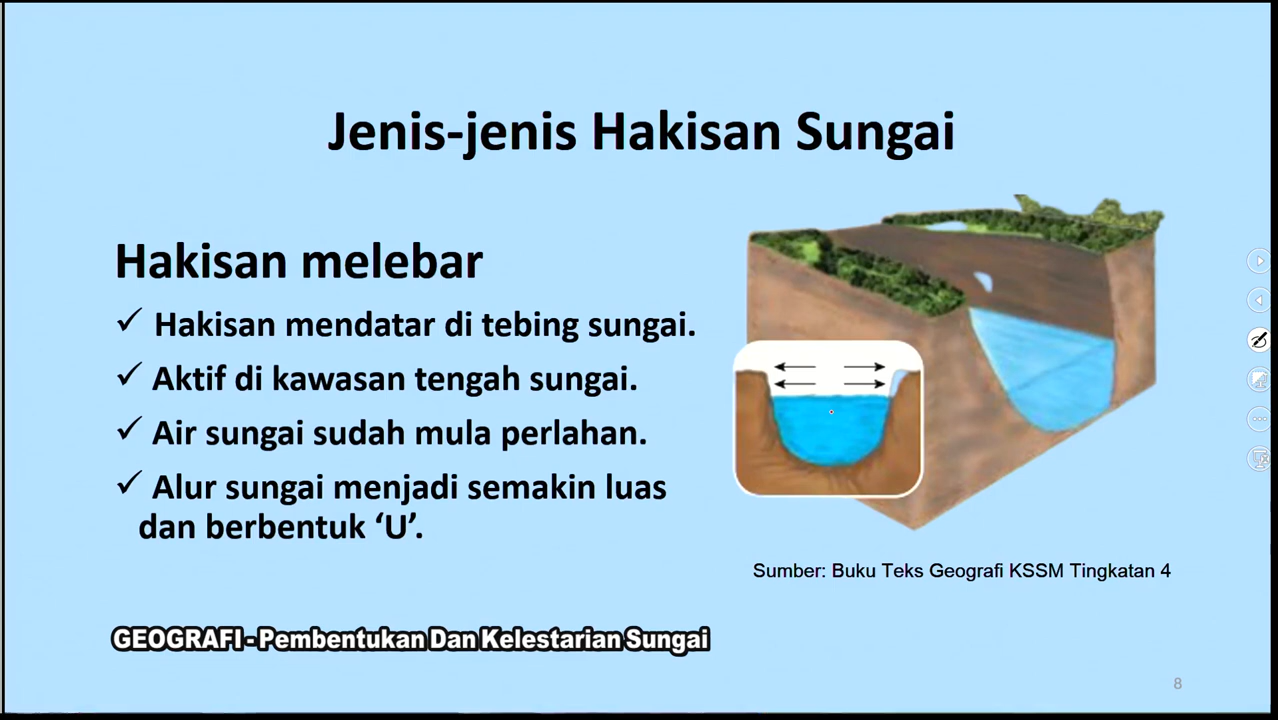 Jenis-jenis Hakisan Sungai
Hakisan melebar
✓ Hakisan mendatar di tebing sungai.
✓ Aktif di kawasan tengah sungai.
✓ Air sungai sudah mula perlahan.
✓ Alur sungai menjadi semakin luas
dan berbentuk ‘U’.
Sumber: Buku Teks Geografi KSSM Tingkatan 4
GEOGRAFI - Pembentukan Dan Kelestarian Sungai
8